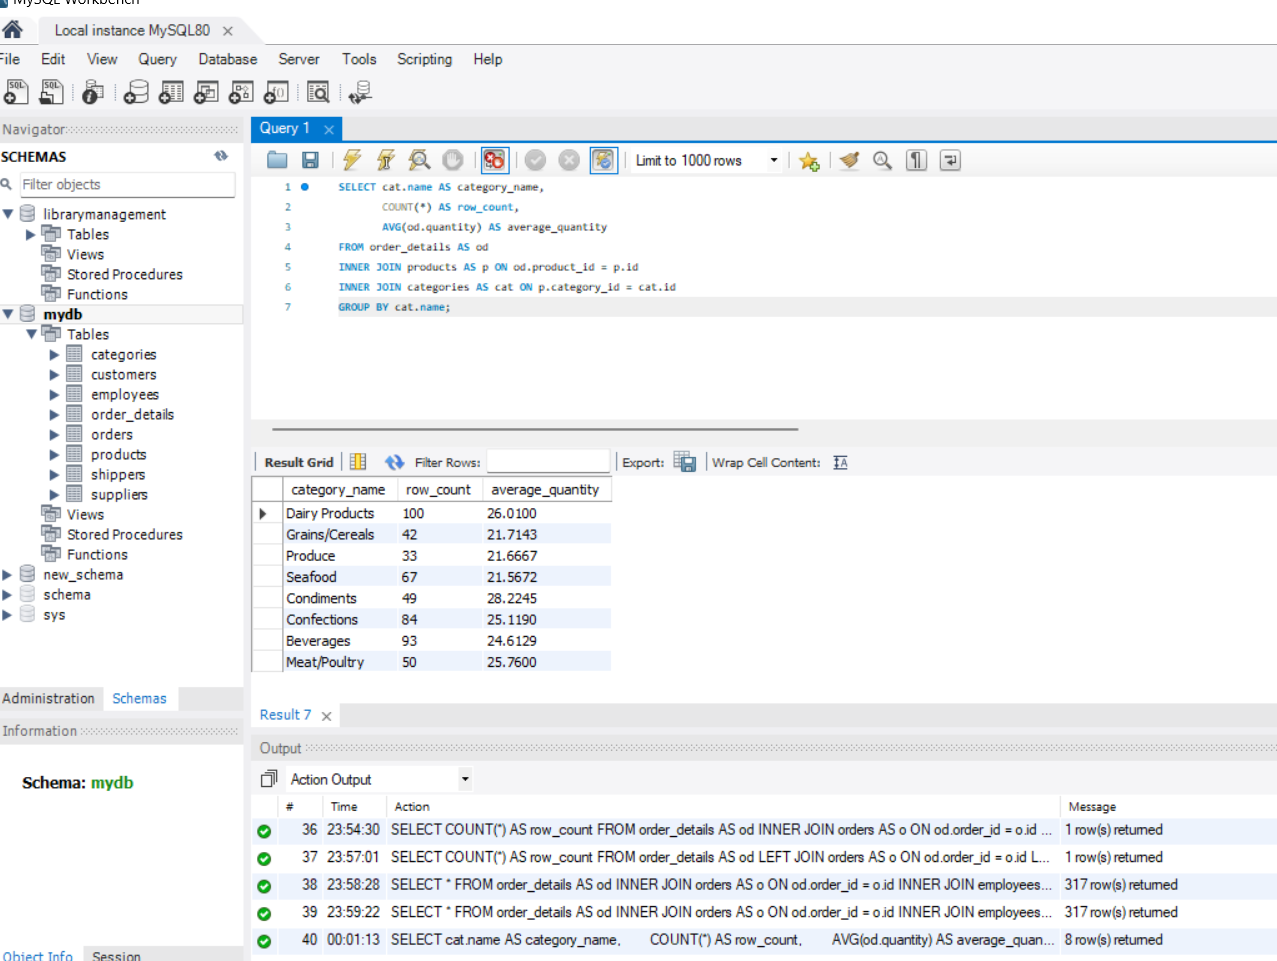 MySQL Workbench
Local instance MySQL80
File Edit View Query Database Server Tools Scripting Help
Navigator
SCHEMAS
Filter objects
librarymanagement
Tables
Views
Stored Procedures
Functions
mydb
Tables
categories
customers
employees
order_details
orders
products
shippers
suppliers
Views
Stored Procedures
Functions
new_schema
schema
sys
Administration Schemas
Information
Schema: mydb
Object Info Session
Query 1
Limit to 1000 rows
1 SELECT cat.name AS category_name,
2 COUNT(*) AS row_count,
3 AVG(od.quantity) AS average_quantity
4 FROM order_details AS od
5 INNER JOIN products AS p ON od.product_id = p.id
6 INNER JOIN categories AS cat ON p.category_id = cat.id
7 GROUP BY cat.name;
Result Grid Filter Rows: Export: Wrap Cell Content:
category_name row_count average_quantity
Dairy Products 100 26.0100
Grains/Cereals 42 21.7143
Produce 33 21.6667
Seafood 67 21.5672
Condiments 49 28.2245
Confections 84 25.1190
Beverages 93 24.6129
Meat/Poultry 50 25.7600
Result 7
Output
Action Output
# Time Action Message
36 23:54:30 SELECT COUNT(*) AS row_count FROM order_details AS od INNER JOIN orders AS o ON od.order_id = o.id ... 1 row(s) returned
37 23:57:01 SELECT COUNT(*) AS row_count FROM order_details AS od LEFT JOIN orders AS o ON od.order_id = o.id L... 1 row(s) returned
38 23:58:28 SELECT * FROM order_details AS od INNER JOIN orders AS o ON od.order_id = o.id INNER JOIN employees... 317 row(s) returned
39 23:59:22 SELECT * FROM order_details AS od INNER JOIN orders AS o ON od.order_id = o.id INNER JOIN employees... 317 row(s) returned
40 00:01:13 SELECT cat.name AS category_name, COUNT(*) AS row_count, AVG(od.quantity) AS average_quan... 8 row(s) returned